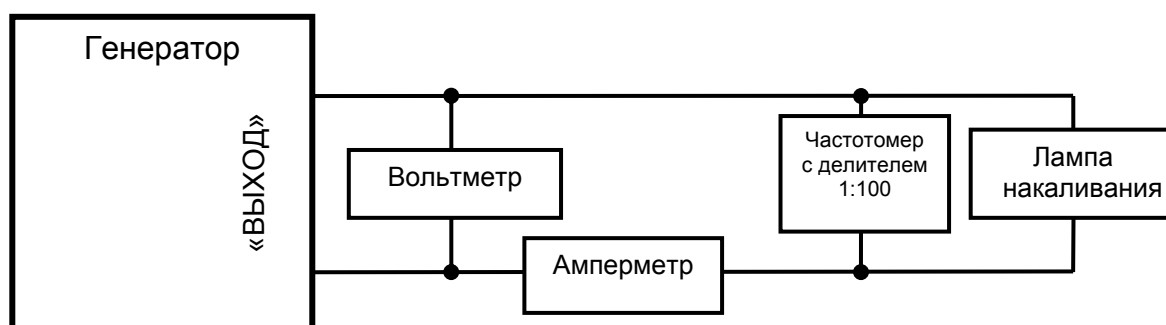 Генератор
«ВЫХОД»
Вольтметр
Амперметр
Частотомер
с делителем
1:100
Лампа
накаливания